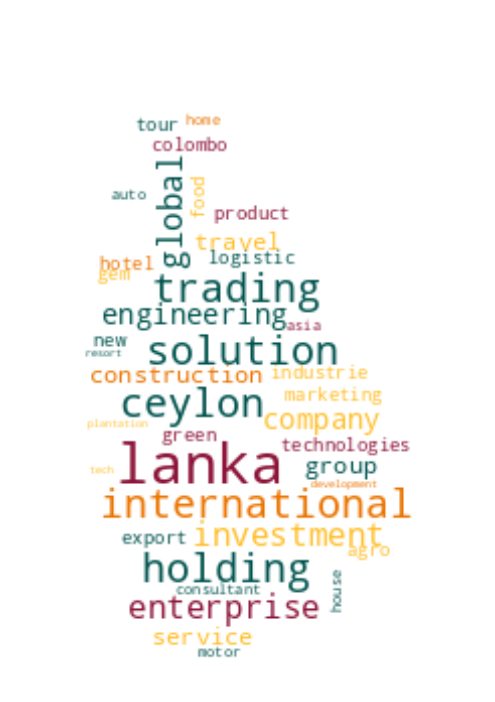 tour home
colombo
auto global food product
travel
logistic
hotel
gem
trading
engineering asia
new
resort solution
construction industrie
ceylon marketing
plantation company
green technologies
tech lanka group
development
international
export investment
agro
holding
consultant house
enterprise
service
motor